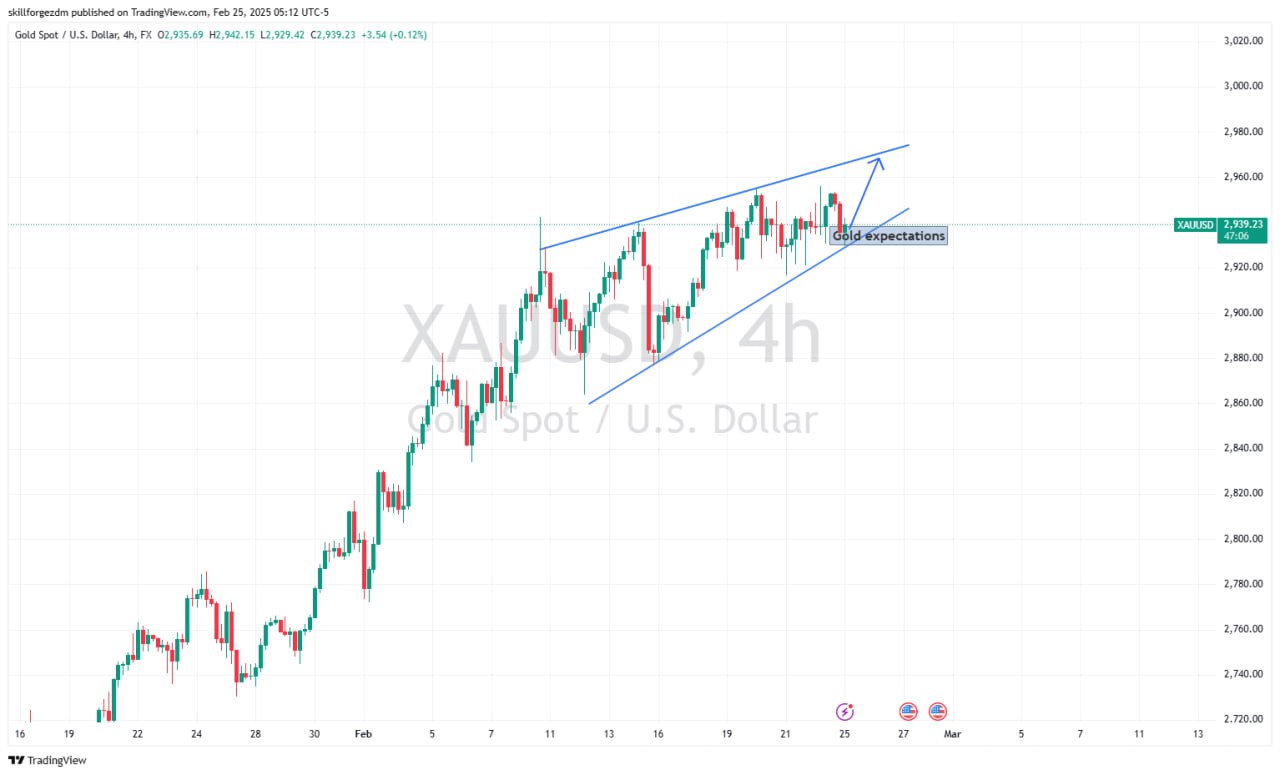 skillforgezdm published on TradingView.com, Feb 25, 2025 05:12 UTC-5
Gold Spot / U.S. Dollar, 4h, FX O2,935.69 H2,942.15 L2,929.42 C2,939.23 +3.54 (+0.12%)
3,020.00
3,000.00
2,980.00
2,960.00
XAUUSD 2,939.23
47:06
Gold expectations
2,920.00
2,900.00
XAUUSD, 4h
2,880.00
2,860.00
Gold Spot / U.S. Dollar
2,840.00
2,820.00
2,800.00
2,780.00
2,760.00
2,740.00
2,720.00
16 19 22 24 28 30 Feb 5 7 11 13 16 19 21 25 27 Mar 5 7 11 13
TradingView